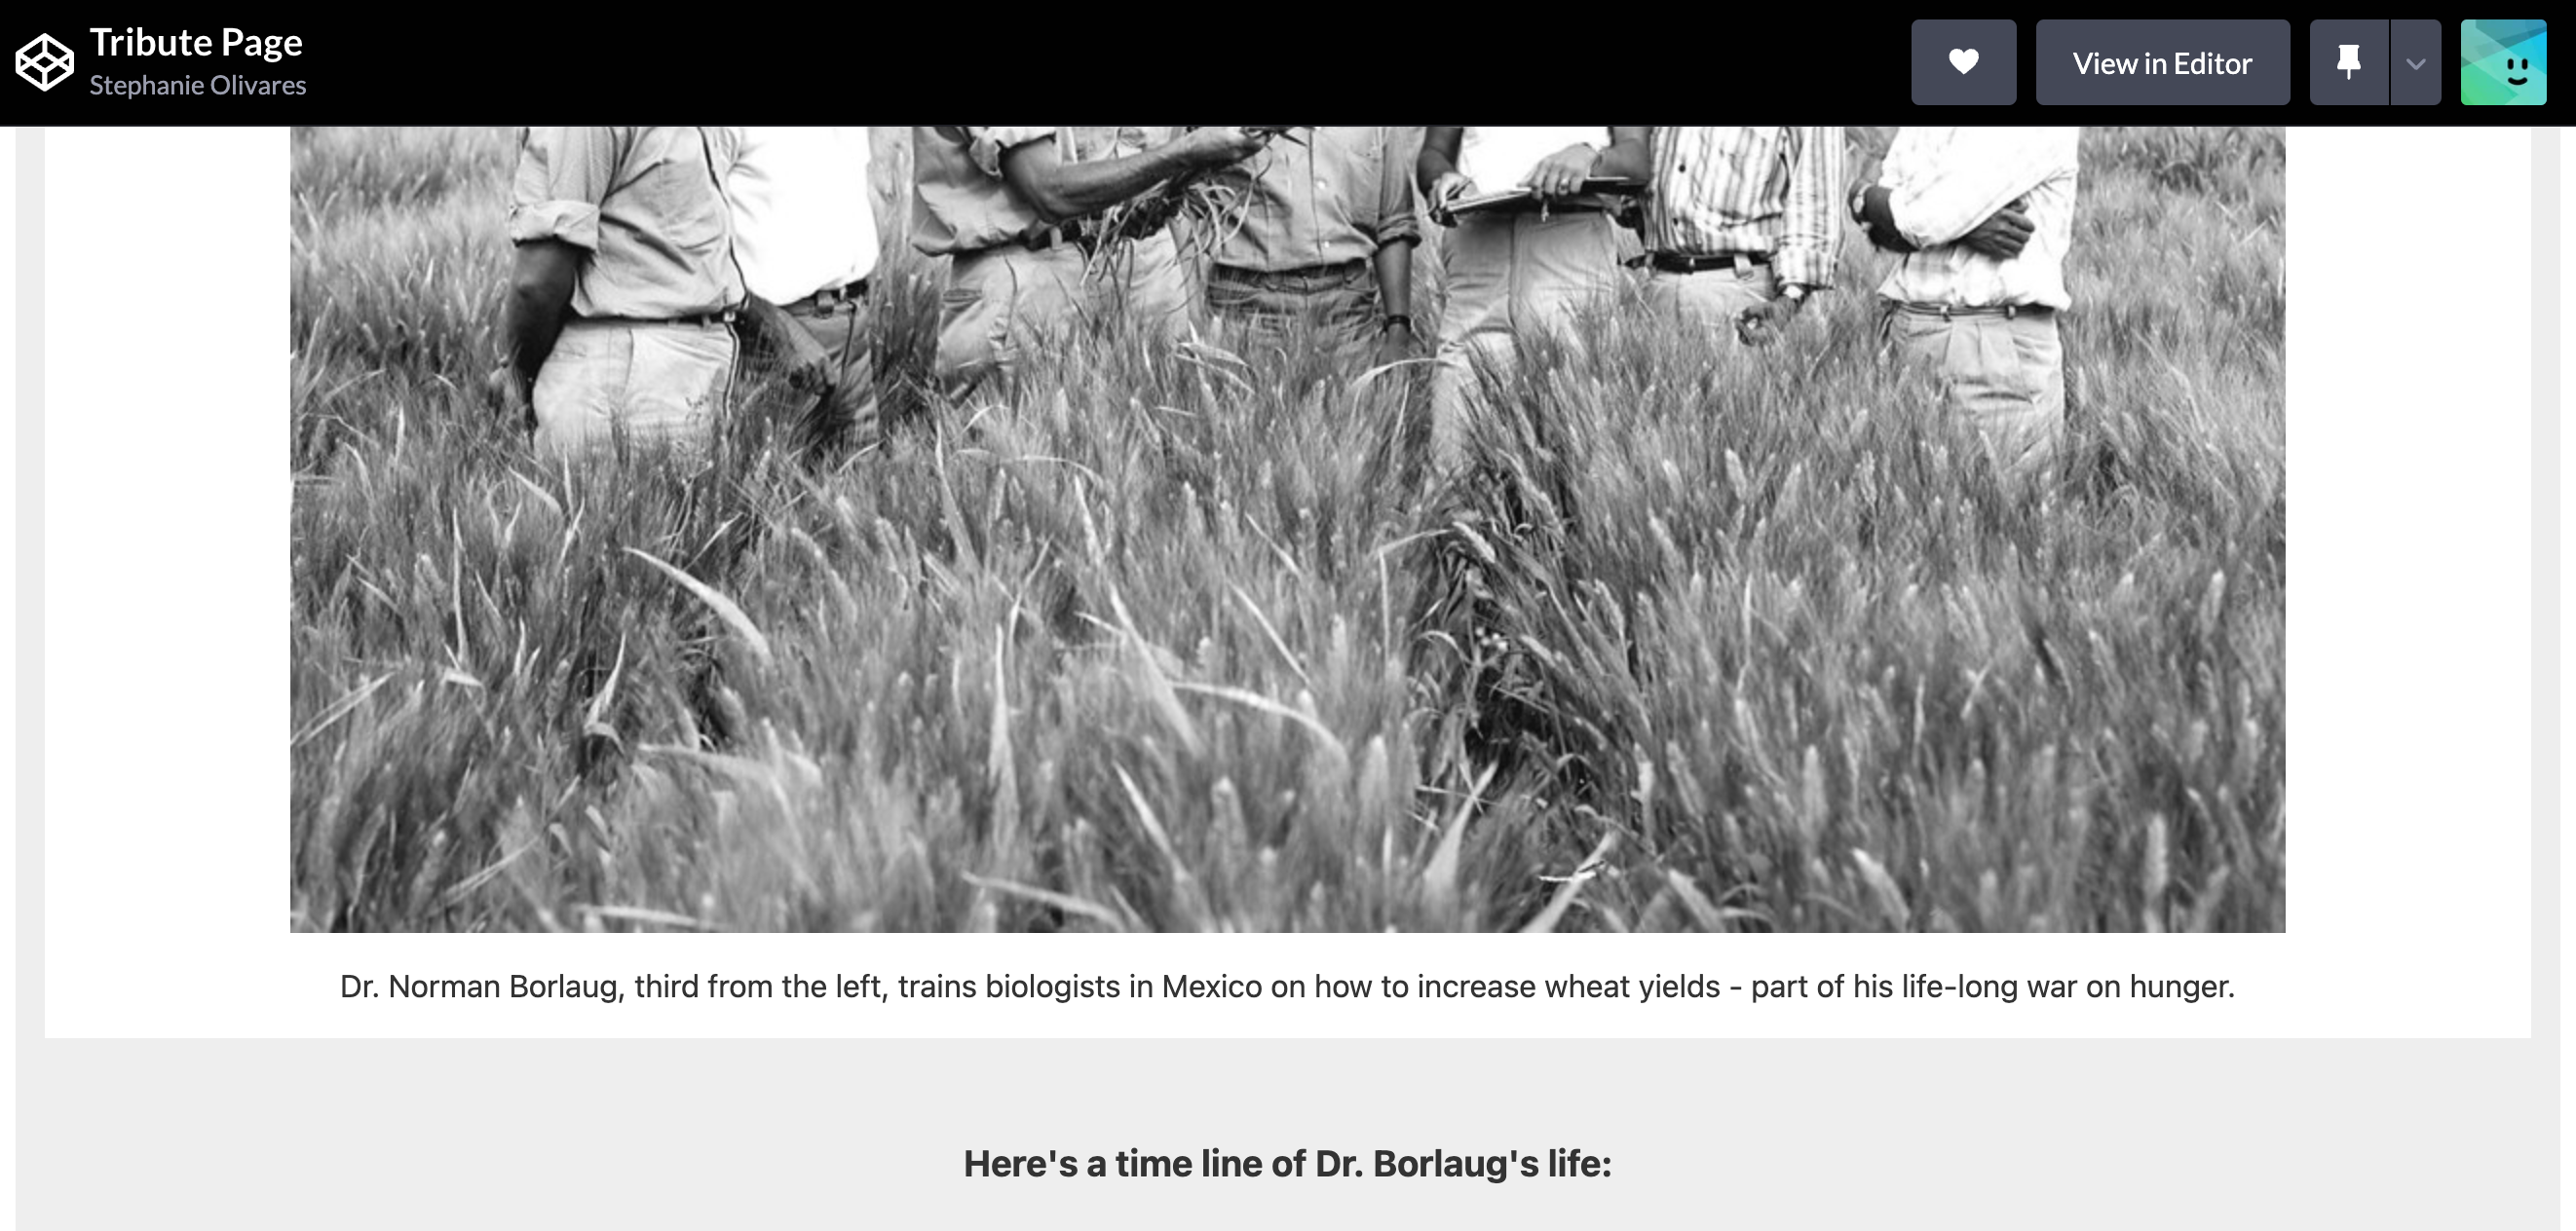 Tribute Page
Stephanie Olivares
View in Editor
Dr. Norman Borlaug, third from the left, trains biologists in Mexico on how to increase wheat yields - part of his life-long war on hunger.
Here's a time line of Dr. Borlaug's life: